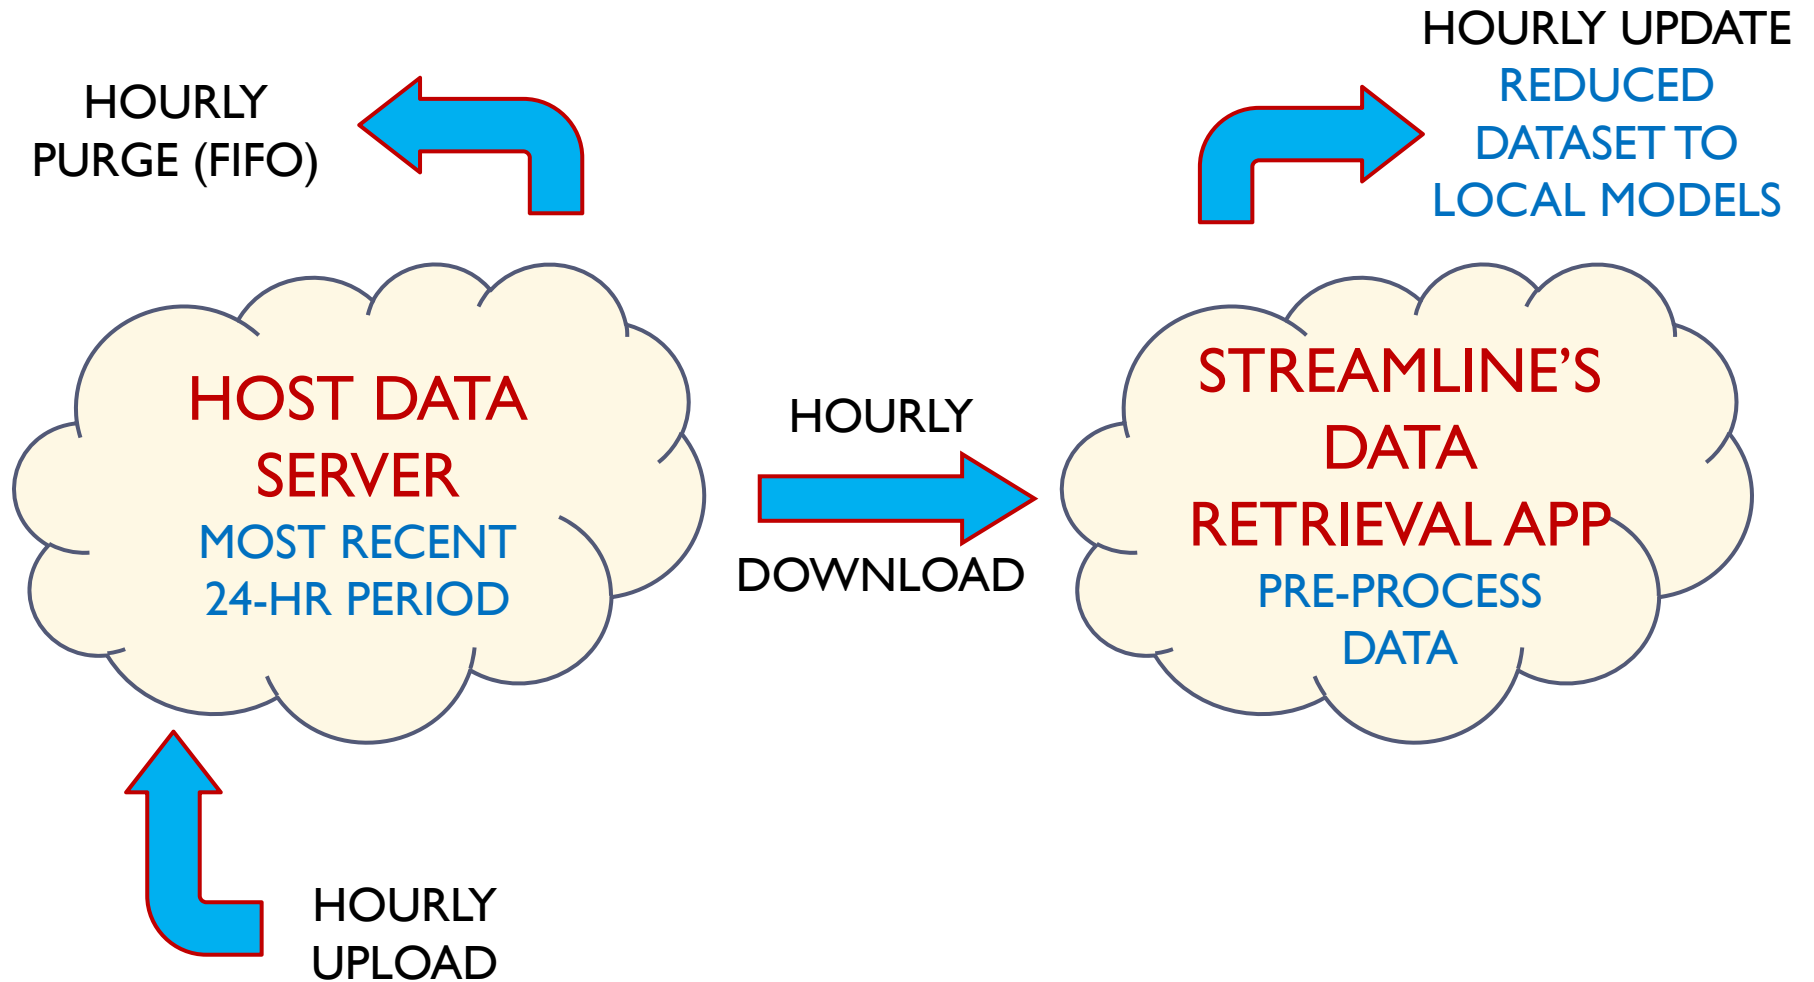 HOURLY
PURGE (FIFO)
HOURLY UPDATE
REDUCED
DATASET TO
LOCAL MODELS
HOST DATA
SERVER
MOST RECENT
24-HR PERIOD
HOURLY
DOWNLOAD
STREAMLINE’S
DATA
RETRIEVAL APP
PRE-PROCESS
DATA
HOURLY
UPLOAD